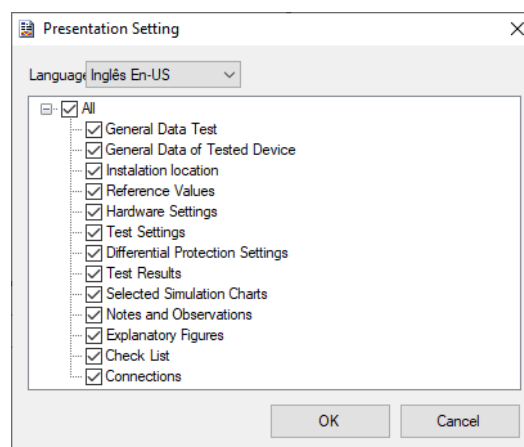 Presentation Setting
Language Inglês En-US
All
General Data Test
General Data of Tested Device
Instalation location
Reference Values
Hardware Settings
Test Settings
Differential Protection Settings
Test Results
Selected Simulation Charts
Notes and Observations
Explanatory Figures
Check List
Connections
OK Cancel